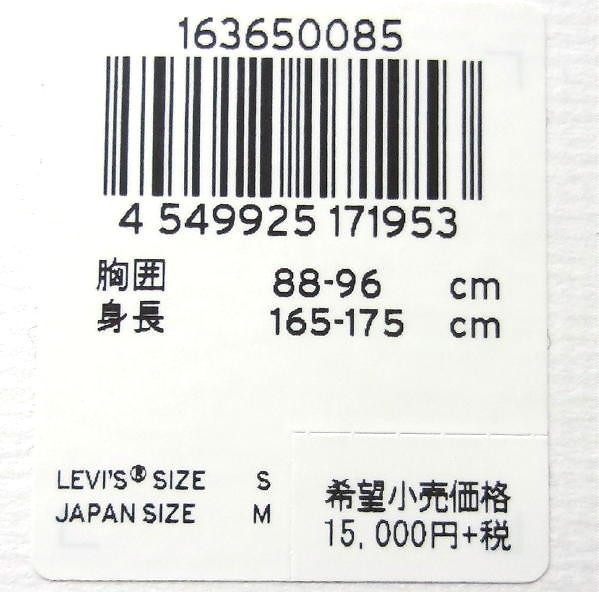 163650085
4 549925 171953
胸囲 88-96 cm
身長 165-175 cm
LEVI'S® SIZE S
JAPAN SIZE M
希望小売価格
15,000円+税